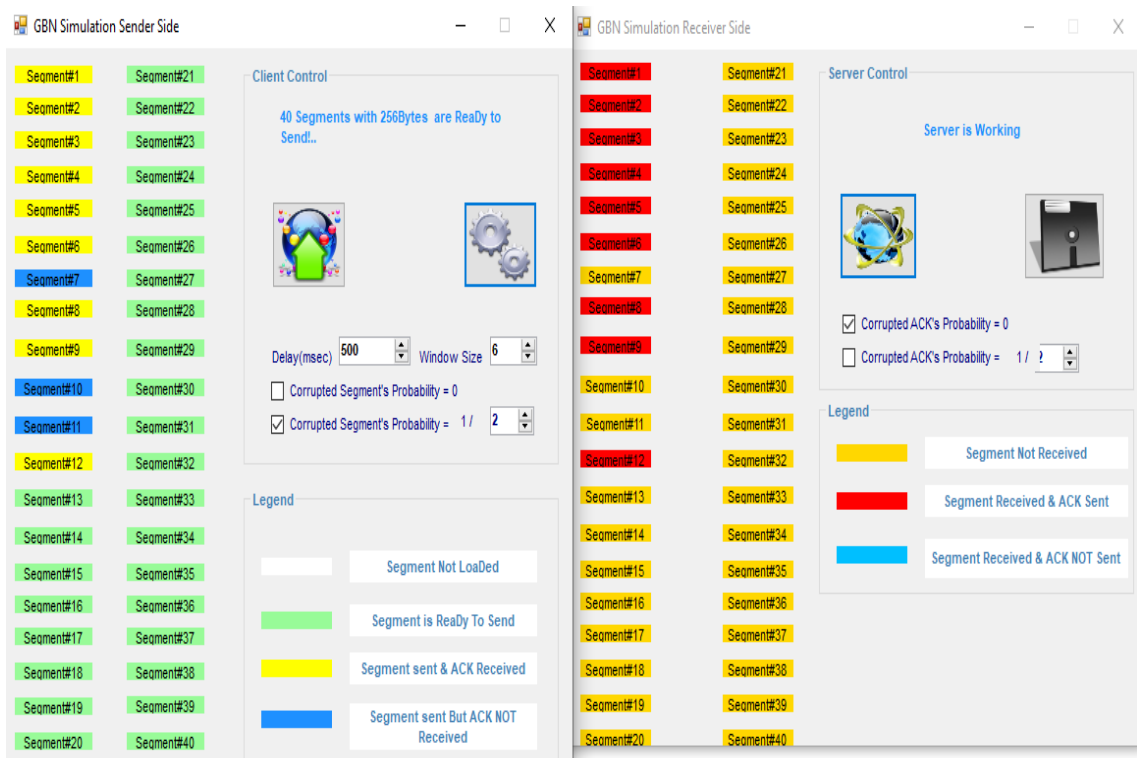 GBN Simulation Sender Side
Segment#1
Segment#2
Segment#3
Segment#4
Segment#5
Segment#6
Segment#7
Segment#8
Segment#9
Segment#10
Segment#11
Segment#12
Segment#13
Segment#14
Segment#15
Segment#16
Segment#17
Segment#18
Segment#19
Segment#20
Segment#21
Segment#22
Segment#23
Segment#24
Segment#25
Segment#26
Segment#27
Segment#28
Segment#29
Segment#30
Segment#31
Segment#32
Segment#33
Segment#34
Segment#35
Segment#36
Segment#37
Segment#38
Segment#39
Segment#40
Client Control
40 Segments with 256Bytes are ReaDy to
Send!..
Delay(msec) 500 Window Size 6
Corrupted Segment's Probability = 0
Corrupted Segment's Probability = 1 / 2
Legend
Segment Not LoaDed
Segment is ReaDy To Send
Segment sent & ACK Received
Segment sent But ACK NOT
Received
GBN Simulation Receiver Side
Segment#1
Segment#2
Segment#3
Segment#4
Segment#5
Segment#6
Segment#7
Segment#8
Segment#9
Segment#10
Segment#11
Segment#12
Segment#13
Segment#14
Segment#15
Segment#16
Segment#17
Segment#18
Segment#19
Segment#20
Segment#21
Segment#22
Segment#23
Segment#24
Segment#25
Segment#26
Segment#27
Segment#28
Segment#29
Segment#30
Segment#31
Segment#32
Segment#33
Segment#34
Segment#35
Segment#36
Segment#37
Segment#38
Segment#39
Segment#40
Server Control
Server is Working
Corrupted ACK's Probability = 0
Corrupted ACK's Probability = 1 / 2
Legend
Segment Not Received
Segment Received & ACK Sent
Segment Received & ACK NOT Sent